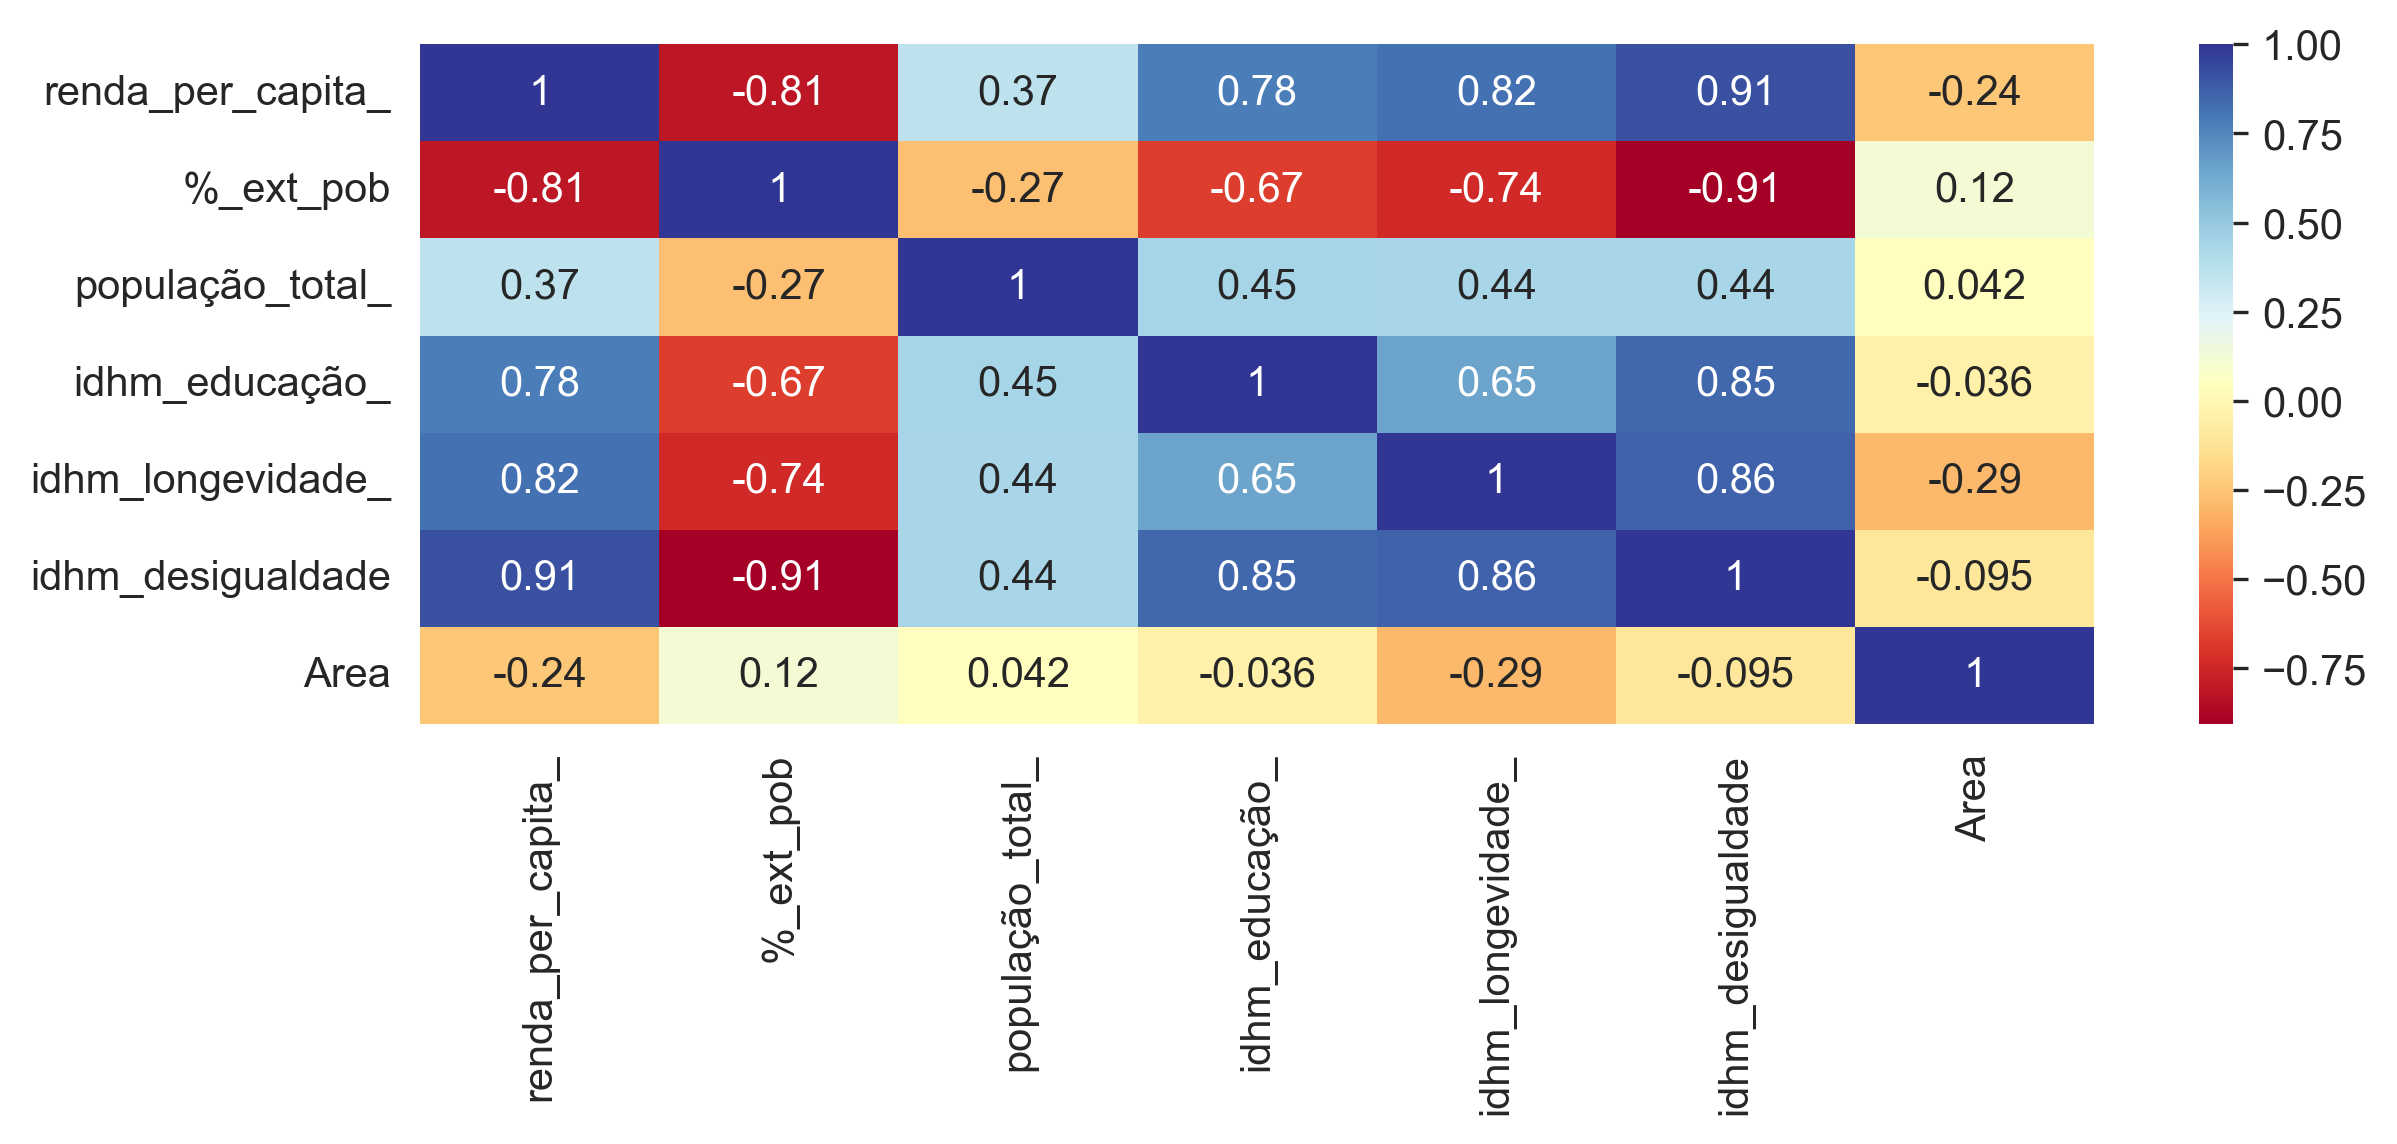 renda_per_capita_ 1 -0.81 0.37 0.78 0.82 0.91 -0.24
%_ext_pob -0.81 1 -0.27 -0.67 -0.74 -0.91 0.12
população_total_ 0.37 -0.27 1 0.45 0.44 0.44 0.042
idhm_educação_ 0.78 -0.67 0.45 1 0.65 0.85 -0.036
idhm_longevidade_ 0.82 -0.74 0.44 0.65 1 0.86 -0.29
idhm_desigualdade 0.91 -0.91 0.44 0.85 0.86 1 -0.095
Area -0.24 0.12 0.042 -0.036 -0.29 -0.095 1
renda_per_capita_
%_ext_pob
população_total_
idhm_educação_
idhm_longevidade_
idhm_desigualdade
Area
1.00
0.75
0.50
0.25
0.00
−0.25
−0.50
−0.75